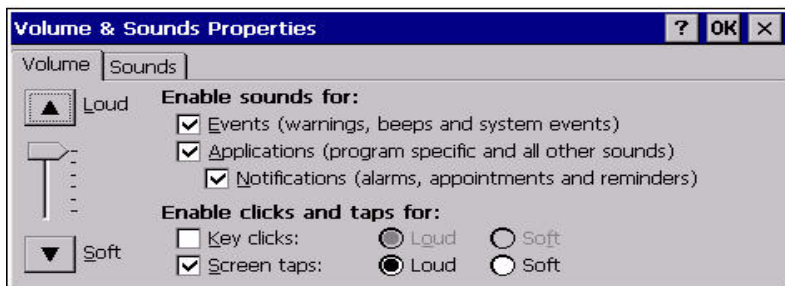 Volume & Sounds Properties ? OK ×
Volume Sounds
Loud Enable sounds for:
Events (warnings, beeps and system events)
Applications (program specific and all other sounds)
Notifications (alarms, appointments and reminders)
Enable clicks and taps for:
Key clicks: Loud Soft
Soft Screen taps: Loud Soft